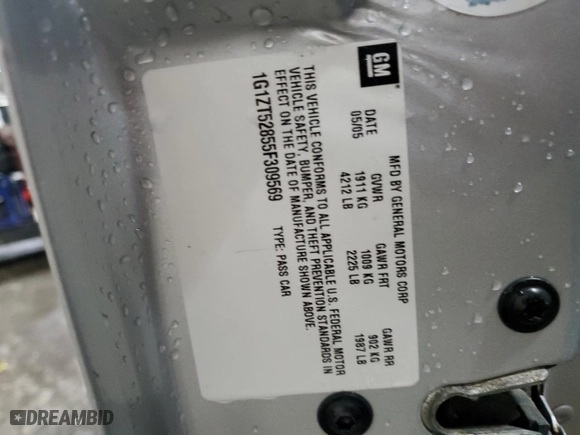 GM
MFD BY GENERAL MOTORS CORP
DATE GVWR GAWR FRT GAWR RR
05/05 1911 KG 1009 KG 902 KG
4212 LB 2225 LB 1987 LB
THIS VEHICLE CONFORMS TO ALL APPLICABLE U.S. FEDERAL MOTOR
VEHICLE SAFETY, BUMPER, AND THEFT PREVENTION STANDARDS IN
EFFECT ON THE DATE OF MANUFACTURE SHOWN ABOVE.
1G1ZT52855F309569 TYPE: PASS CAR
DREAMBID